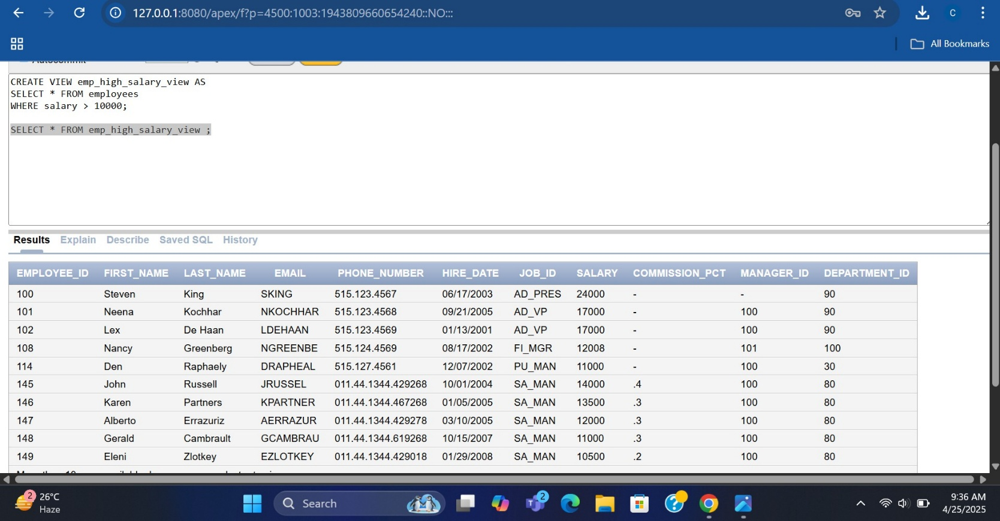 127.0.0.1:8080/apex/f?p=4500:1003:1943809660654240::NO:::
C
All Bookmarks
CREATE VIEW emp_high_salary_view AS
SELECT * FROM employees
WHERE salary > 10000;
SELECT * FROM emp_high_salary_view ;
Results Explain Describe Saved SQL History
EMPLOYEE_ID FIRST_NAME LAST_NAME EMAIL PHONE_NUMBER HIRE_DATE JOB_ID SALARY COMMISSION_PCT MANAGER_ID DEPARTMENT_ID
100 Steven King SKING 515.123.4567 06/17/2003 AD_PRES 24000 - - 90
101 Neena Kochhar NKOCHHAR 515.123.4568 09/21/2005 AD_VP 17000 - 100 90
102 Lex De Haan LDEHAAN 515.123.4569 01/13/2001 AD_VP 17000 - 100 90
108 Nancy Greenberg NGREENBE 515.124.4569 08/17/2002 FI_MGR 12008 - 101 100
114 Den Raphaely DRAPHEAL 515.127.4561 12/07/2002 PU_MAN 11000 - 100 30
145 John Russell JRUSSEL 011.44.1344.429268 10/01/2004 SA_MAN 14000 .4 100 80
146 Karen Partners KPARTNER 011.44.1344.467268 01/05/2005 SA_MAN 13500 .3 100 80
147 Alberto Errazuriz AERRAZUR 011.44.1344.429278 03/10/2005 SA_MAN 12000 .3 100 80
148 Gerald Cambrault GCAMBRAU 011.44.1344.619268 10/15/2007 SA_MAN 11000 .3 100 80
149 Eleni Zlotkey EZLOTKEY 011.44.1344.429018 01/29/2008 SA_MAN 10500 .2 100 80
2 26°C
Haze
Search
2
9:36 AM
4/25/2025